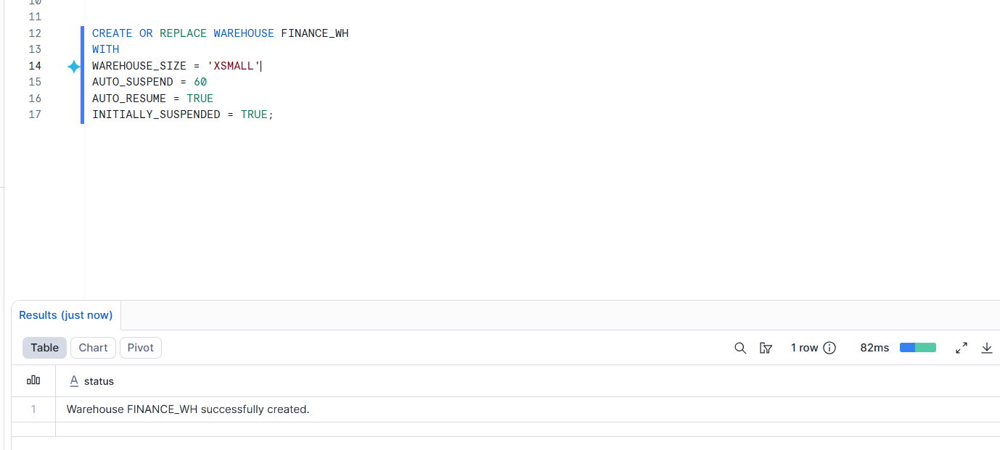 10
11
12 CREATE OR REPLACE WAREHOUSE FINANCE_WH
13 WITH
14 WAREHOUSE_SIZE = 'XSMALL'
15 AUTO_SUSPEND = 60
16 AUTO_RESUME = TRUE
17 INITIALLY_SUSPENDED = TRUE;
Results (just now)
Table Chart Pivot 1 row 82ms
A status
1 Warehouse FINANCE_WH successfully created.